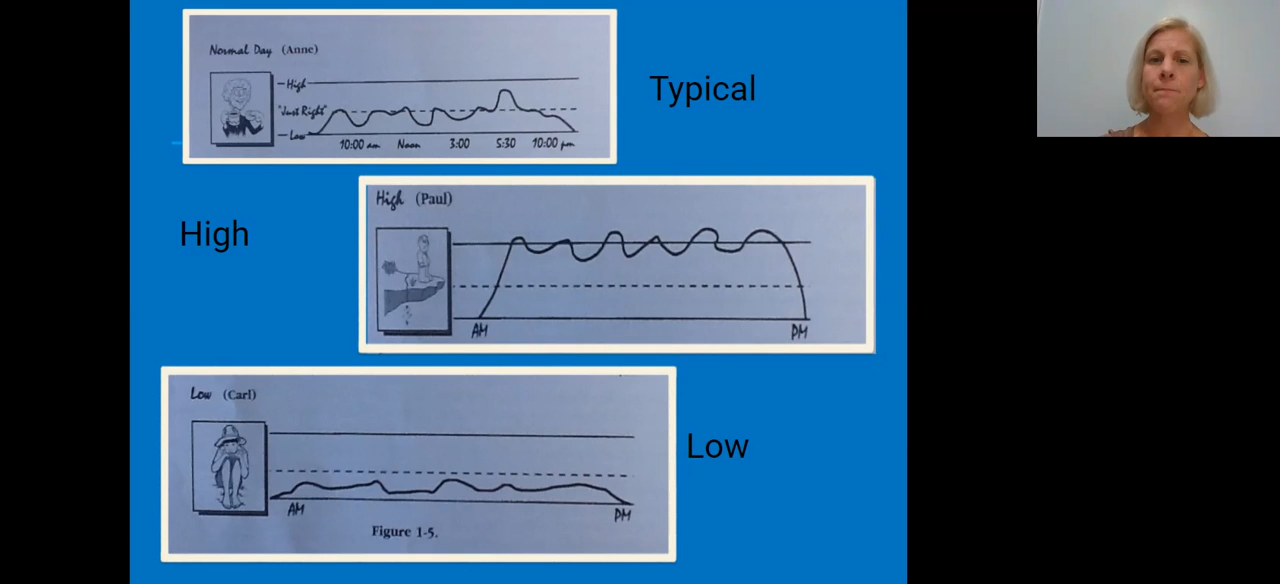 Normal Day (Anne)
High
"Just Right"
Low
10:00 am Noon 3:00 5:30 10:00 pm
Typical
High (Paul)
High
AM PM
Low (Carl)
Low
AM PM
Figure 1-5.